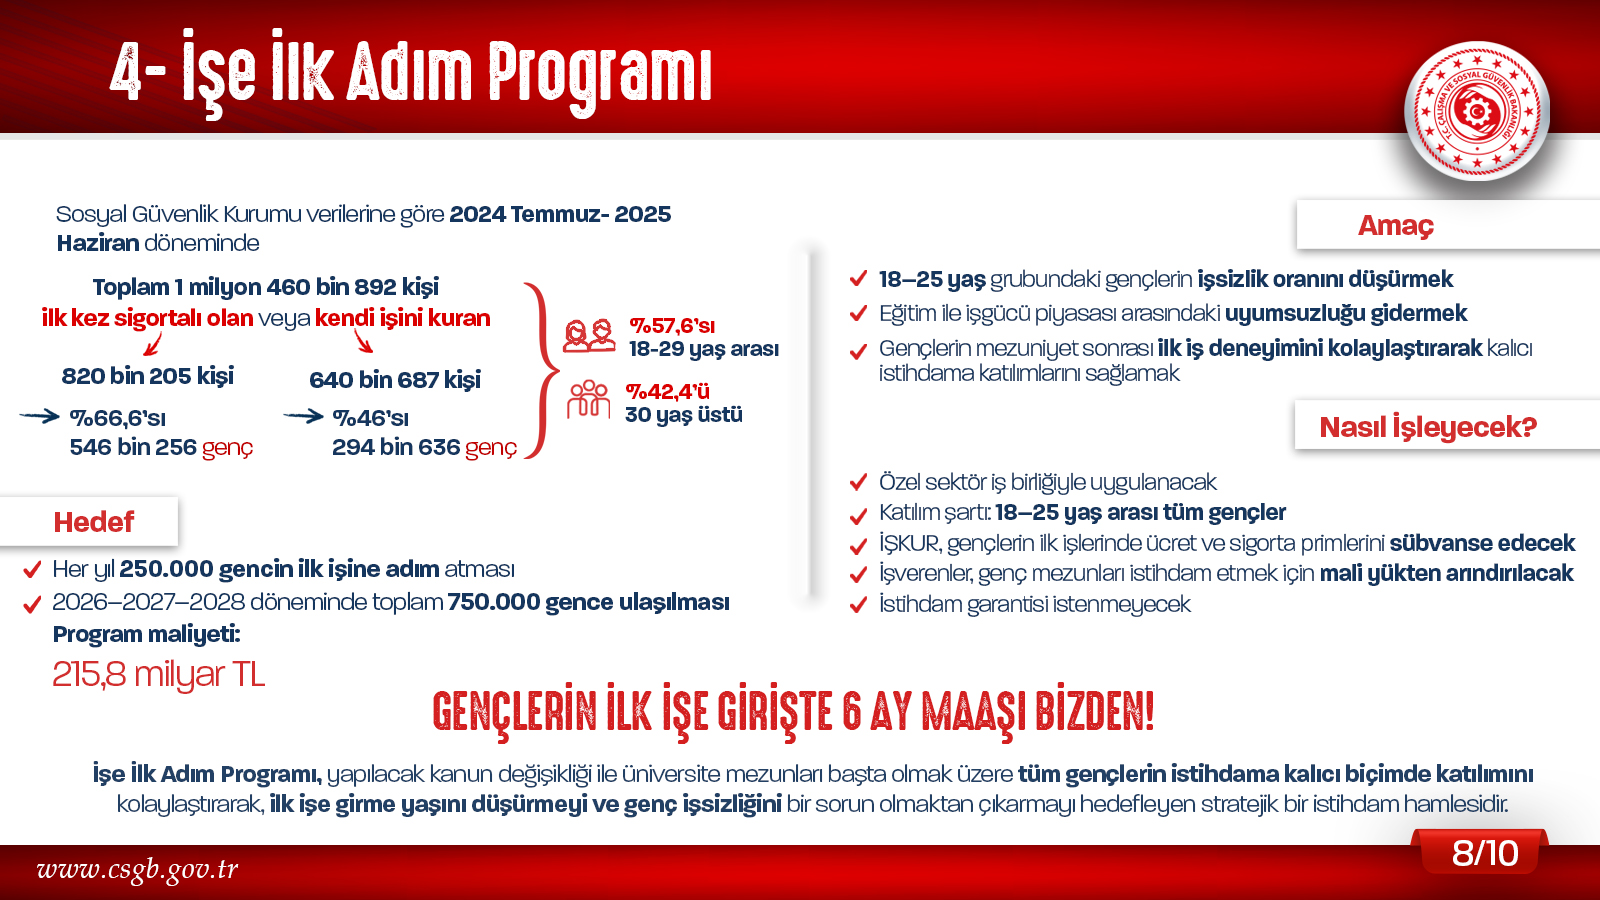 4- İşe İlk Adım Programı
T.C. ÇALIŞMA VE SOSYAL GÜVENLİK BAKANLIĞI
Sosyal Güvenlik Kurumu verilerine göre 2024 Temmuz- 2025
Haziran döneminde
Toplam 1 milyon 460 bin 892 kişi
ilk kez sigortalı olan veya kendi işini kuran
820 bin 205 kişi
%66,6'sı
546 bin 256 genç
640 bin 687 kişi
%46'sı
294 bin 636 genç
%57,6'sı
18-29 yaş arası
%42,4'ü
30 yaş üstü
Hedef
Her yıl 250.000 gencin ilk işine adım atması
2026–2027–2028 döneminde toplam 750.000 gence ulaşılması
Program maliyeti:
215,8 milyar TL
Amaç
18–25 yaş grubundaki gençlerin işsizlik oranını düşürmek
Eğitim ile işgücü piyasası arasındaki uyumsuzluğu gidermek
Gençlerin mezuniyet sonrası ilk iş deneyimini kolaylaştırarak kalıcı
istihdama katılımlarını sağlamak
Nasıl İşleyecek?
Özel sektör iş birliğiyle uygulanacak
Katılım şartı: 18–25 yaş arası tüm gençler
İŞKUR, gençlerin ilk işlerinde ücret ve sigorta primlerini sübvanse edecek
İşverenler, genç mezunları istihdam etmek için mali yükten arındırılacak
İstihdam garantisi istenmeyecek
GENÇLERİN İLK İŞE GİRİŞTE 6 AY MAAŞI BİZDEN!
İşe İlk Adım Programı, yapılacak kanun değişikliği ile üniversite mezunları başta olmak üzere tüm gençlerin istihdama kalıcı biçimde katılımını
kolaylaştırarak, ilk işe girme yaşını düşürmeyi ve genç işsizliğini bir sorun olmaktan çıkarmayı hedefleyen stratejik bir istihdam hamlesidir.
www.csgb.gov.tr
8/10